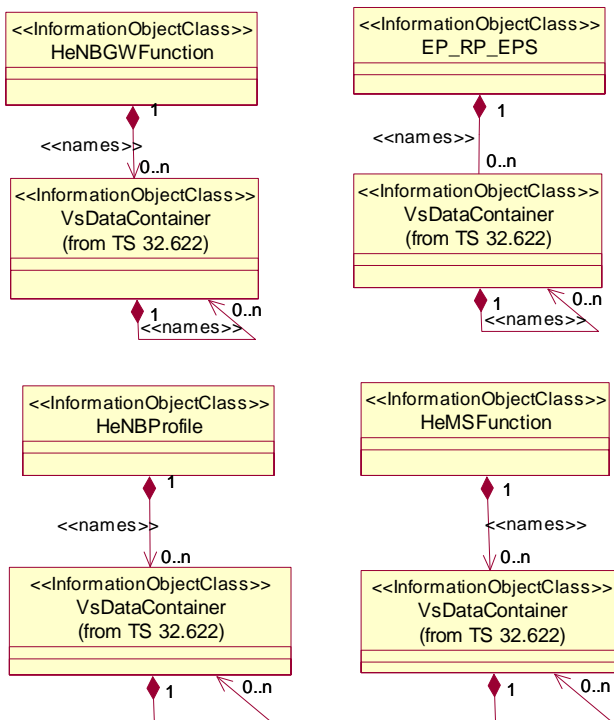 <<InformationObjectClass>>
HeNBGWFunction
1
<<names>>
0..n
<<InformationObjectClass>>
VsDataContainer
(from TS 32.622)
0..n
1
<<names>>
<<InformationObjectClass>>
EP_RP_EPS
1
<<names>>
0..n
<<InformationObjectClass>>
VsDataContainer
(from TS 32.622)
0..n
1
<<names>>
<<InformationObjectClass>>
HeNBProfile
1
<<names>>
0..n
<<InformationObjectClass>>
VsDataContainer
(from TS 32.622)
1
0..n
<<InformationObjectClass>>
HeMSFunction
1
<<names>>
0..n
<<InformationObjectClass>>
VsDataContainer
(from TS 32.622)
1
0..n